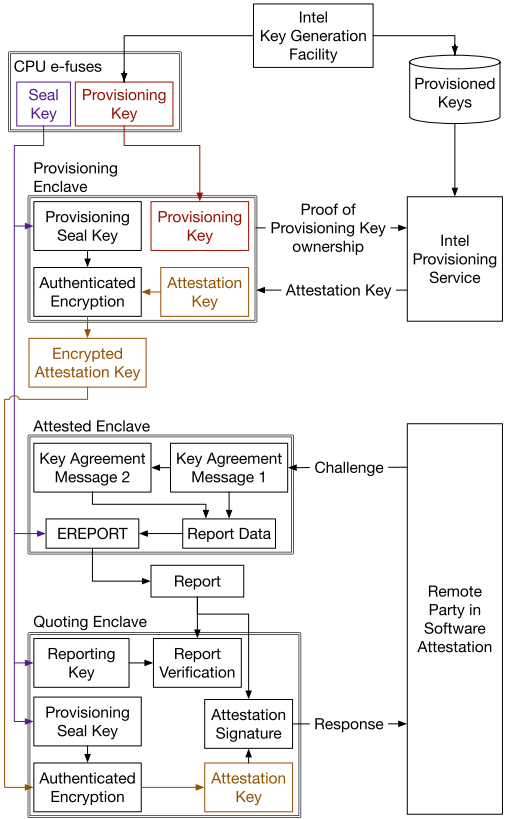 Intel
Key Generation
Facility
CPU e-fuses
Seal
Key
Provisioning
Key
Provisioned
Keys
Provisioning
Enclave
Provisioning
Seal Key
Provisioning
Key
Proof of
Provisioning Key
ownership
Intel
Provisioning
Service
Authenticated
Encryption
Attestation
Key
Attestation Key
Encrypted
Attestation Key
Attested Enclave
Key Agreement
Message 2
Key Agreement
Message 1
Challenge
EREPORT
Report Data
Report
Remote
Party in
Software
Attestation
Quoting Enclave
Reporting
Key
Report
Verification
Provisioning
Seal Key
Attestation
Signature
Response
Authenticated
Encryption
Attestation
Key